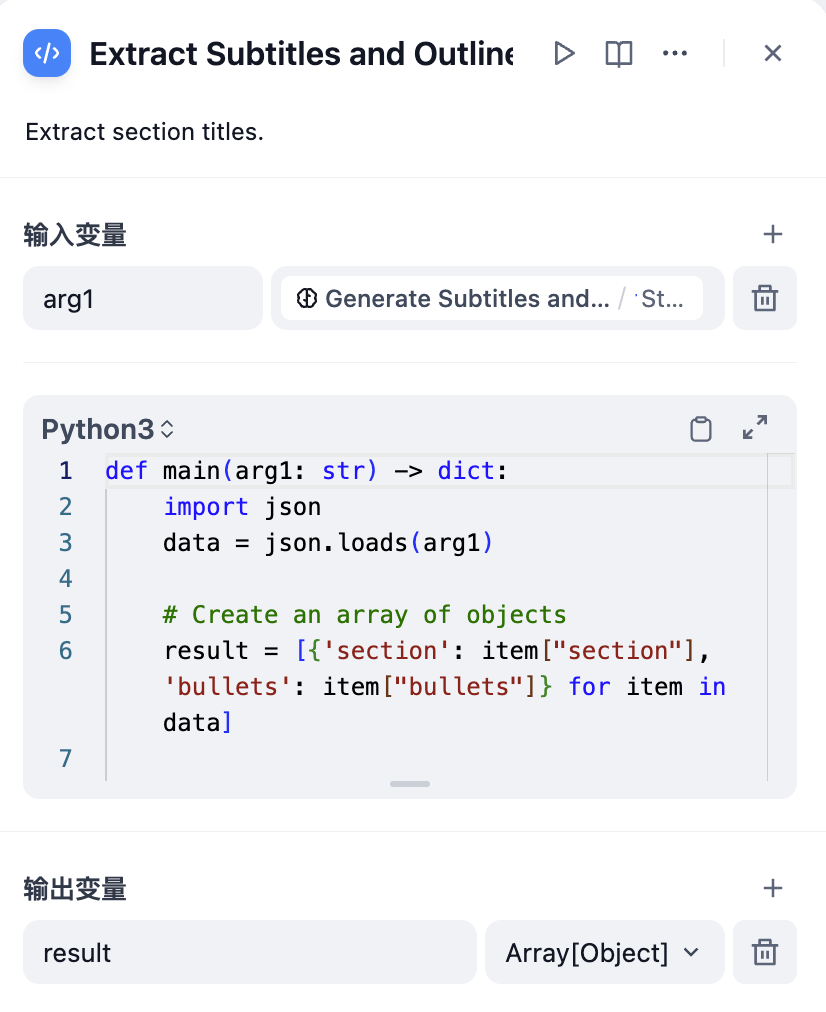 Extract Subtitles and Outline
Extract section titles.
输入变量
arg1
Generate Subtitles and... / St...
Python3
1 def main(arg1: str) -> dict:
2     import json
3     data = json.loads(arg1)
4
5     # Create an array of objects
6     result = [{'section': item["section"],
    'bullets': item["bullets"]} for item in
    data]
7
输出变量
result
Array[Object]